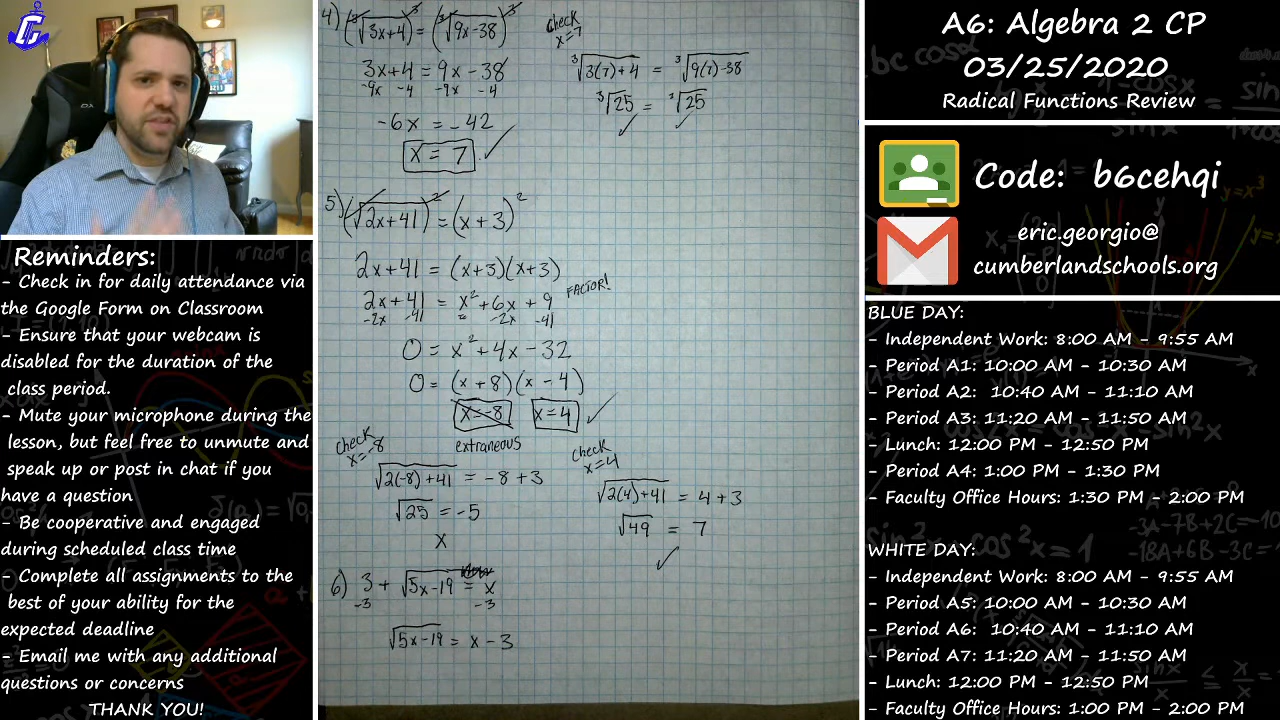 C
Reminders:
- Check in for daily attendance via
the Google Form on Classroom
- Ensure that your webcam is
disabled for the duration of the
class period.
- Mute your microphone during the
lesson, but feel free to unmute and
speak up or post in chat if you
have a question
- Be cooperative and engaged
during scheduled class time
- Complete all assignments to the
best of your ability for the
expected deadline
- Email me with any additional
questions or concerns
THANK YOU!
4) (³√3x+4)³ = (³√9x-38)³
3x+4 = 9x-38
-9x -4 -9x -4
-6x = -42
x = 7
check
x=7
³√3(7)+4 = ³√9(7)-38
³√25 = ³√25
5.) (√2x+41)² = (x+3)²
2x+41 = (x+3)(x+3)
2x+41 = x²+6x+9
FACTOR!
-2x -41 -2x -41
0 = x²+4x-32
0 = (x+8)(x-4)
x=-8 x=4
extraneous
check
x=-8
√2(-8)+41 = -8+3
√25 = -5
x
check
x=4
√2(4)+41 = 4+3
√49 = 7
6) 3+ √5x-19 = x
-3 -3
√5x-19 = x-3
A6: Algebra 2 CP
03/25/2020
Radical Functions Review
Code: b6cehqi
eric.georgio@
cumberlandschools.org
BLUE DAY:
- Independent Work: 8:00 AM - 9:55 AM
- Period A1: 10:00 AM - 10:30 AM
- Period A2: 10:40 AM - 11:10 AM
- Period A3: 11:20 AM - 11:50 AM
- Lunch: 12:00 PM - 12:50 PM
- Period A4: 1:00 PM - 1:30 PM
- Faculty Office Hours: 1:30 PM - 2:00 PM
WHITE DAY:
- Independent Work: 8:00 AM - 9:55 AM
- Period A5: 10:00 AM - 10:30 AM
- Period A6: 10:40 AM - 11:10 AM
- Period A7: 11:20 AM - 11:50 AM
- Lunch: 12:00 PM - 12:50 PM
- Faculty Office Hours: 1:00 PM - 2:00 PM